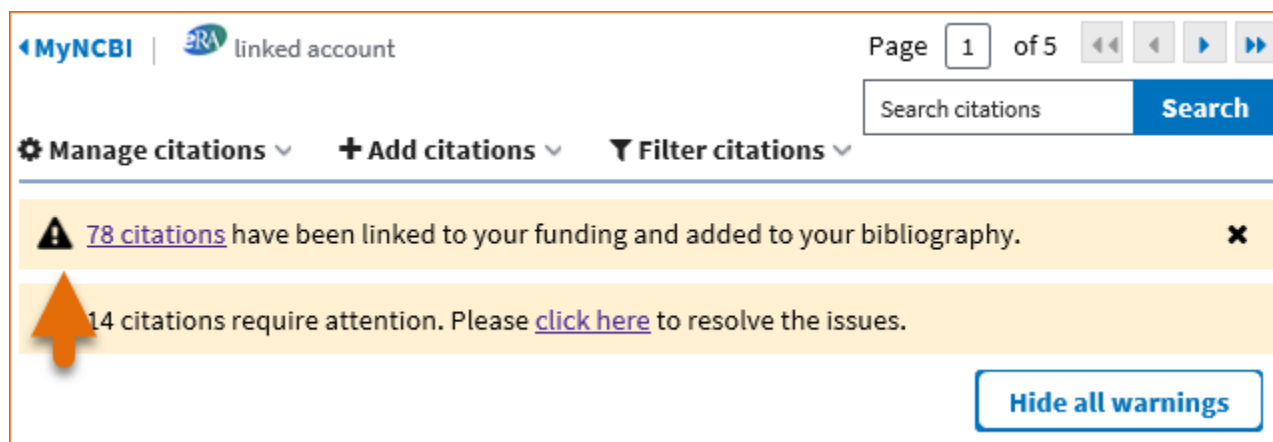 MyNCBI | eRA linked account
Page 1 of 5
Search citations Search
Manage citations + Add citations Filter citations
78 citations have been linked to your funding and added to your bibliography.
14 citations require attention. Please click here to resolve the issues.
Hide all warnings